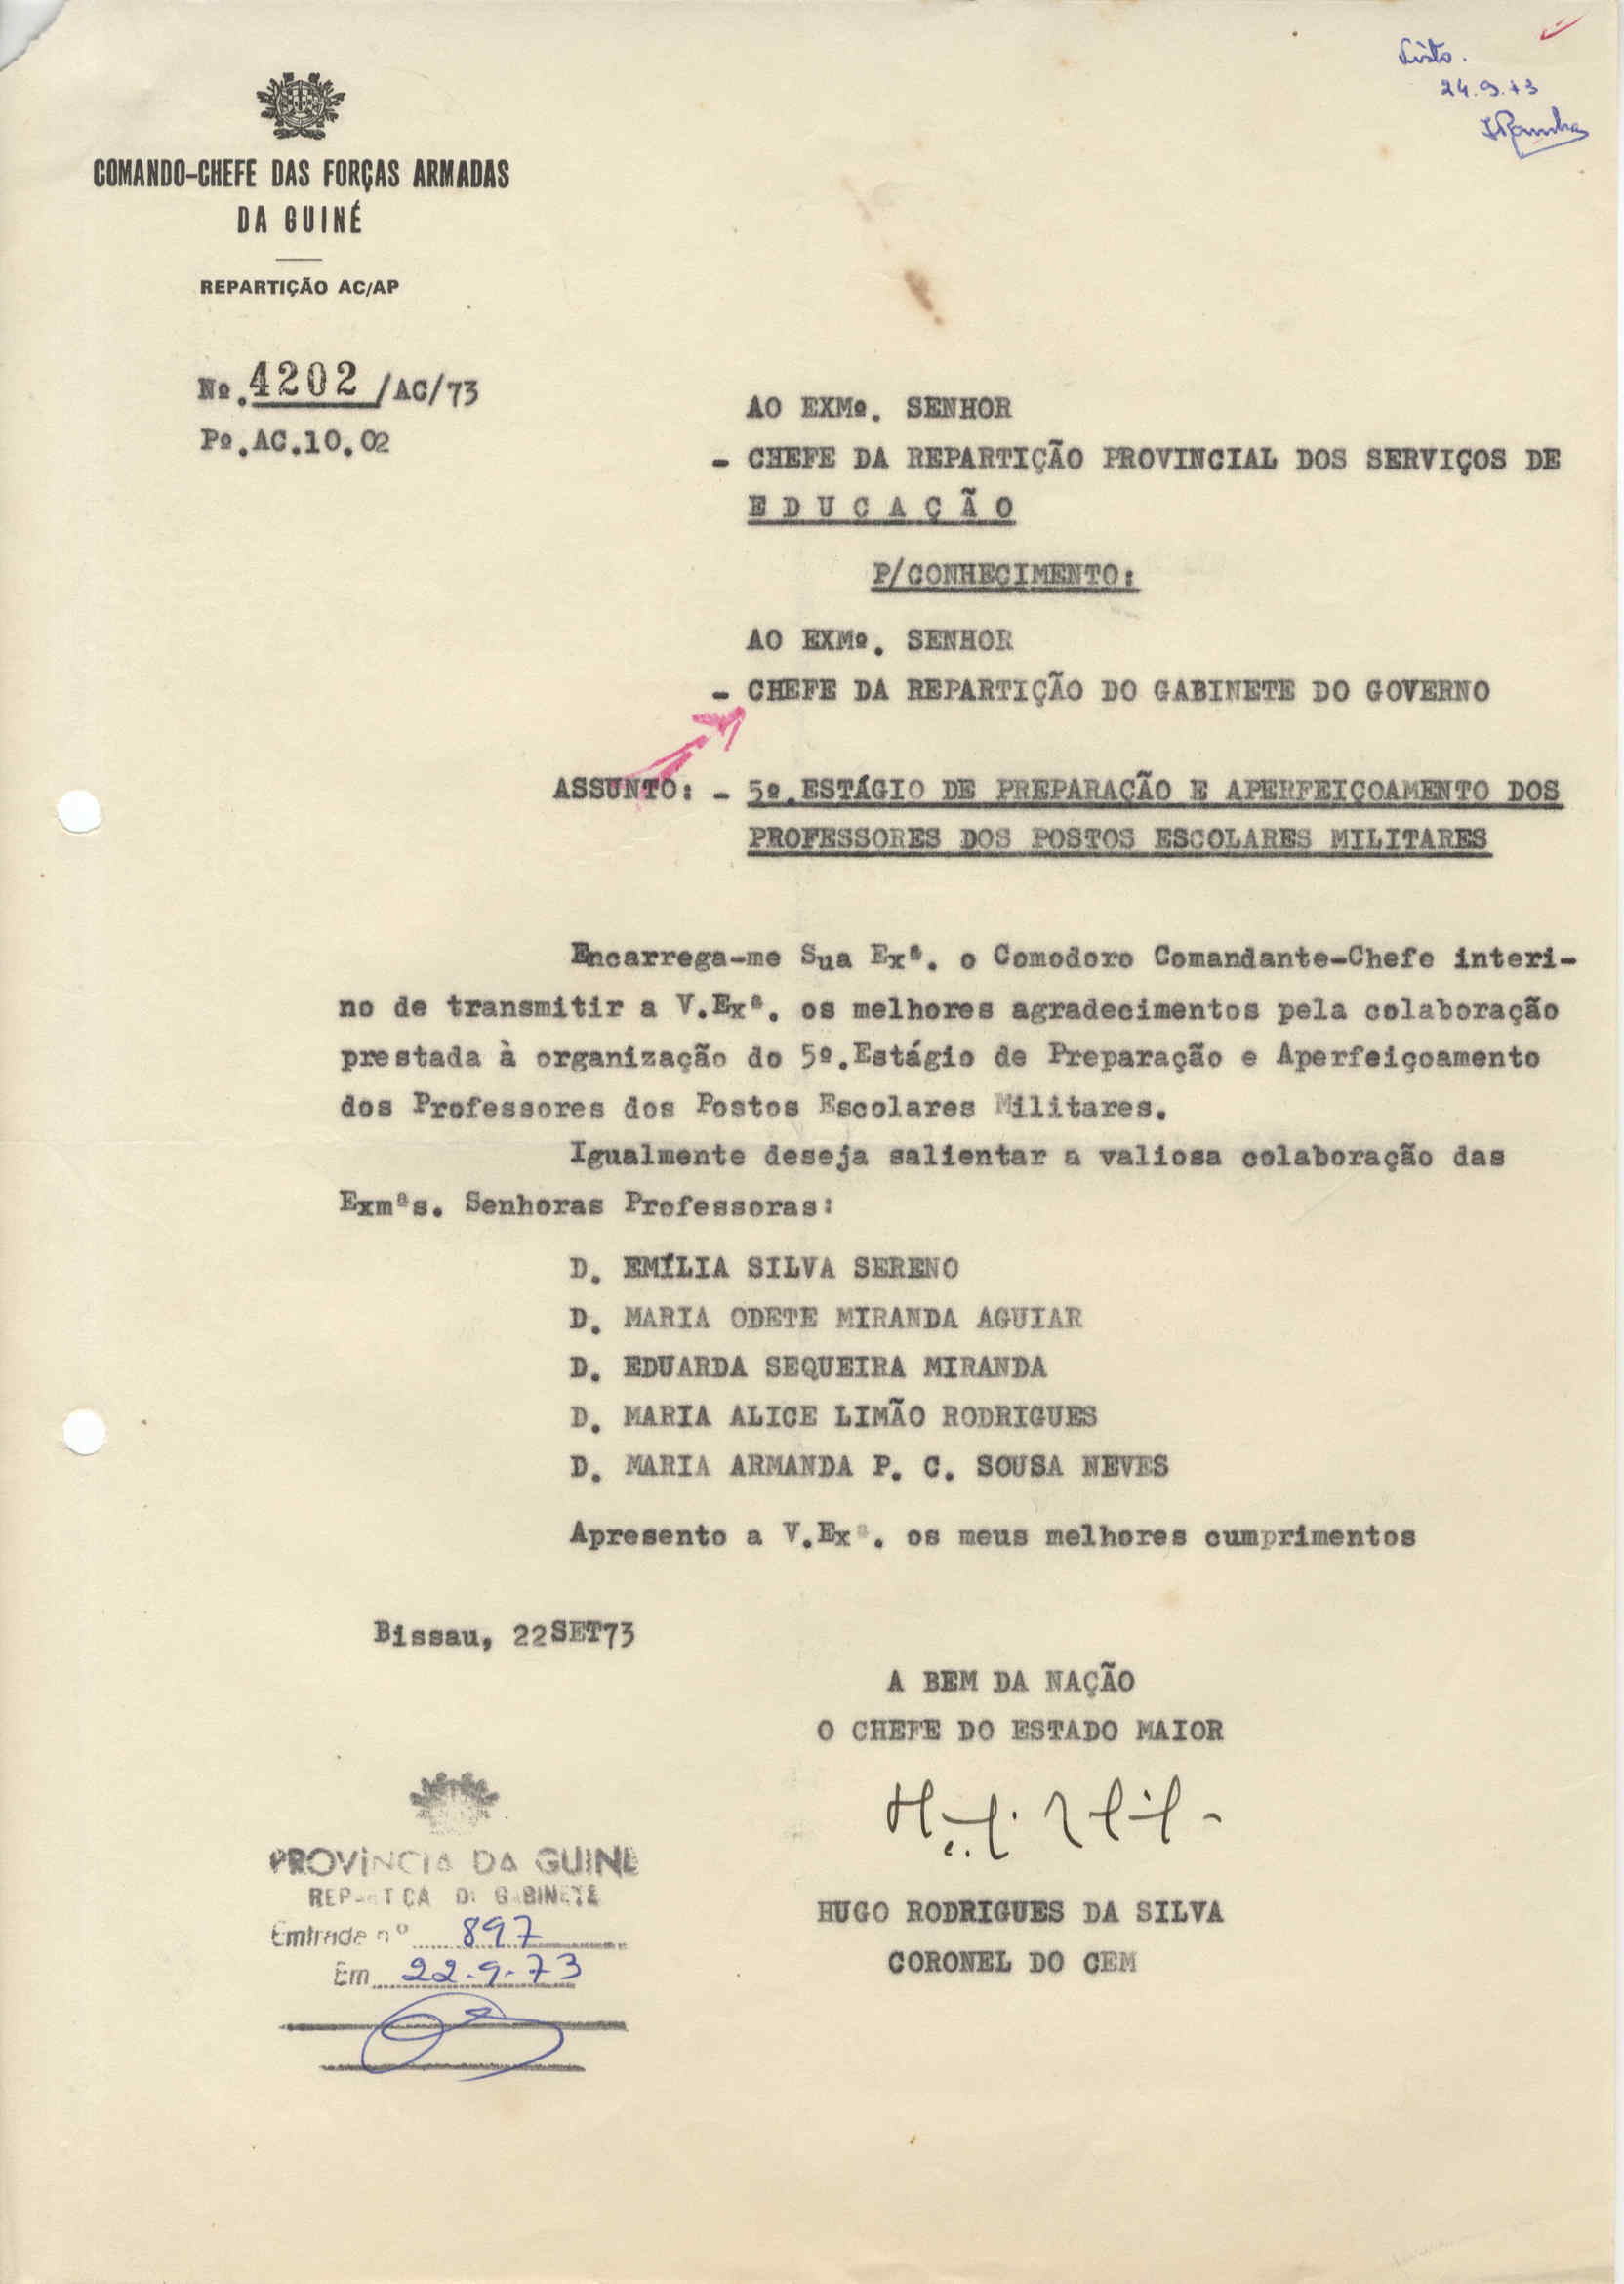 Visto.
24.9.73
COMANDO-CHEFE DAS FORÇAS ARMADAS
DA GUINÉ
REPARTIÇÃO AC/AP
Nº. 4202 /AC/73
Pº.AC.10.02
AO EXMº. SENHOR
- CHEFE DA REPARTIÇÃO PROVINCIAL DOS SERVIÇOS DE
E D U C A Ç Ã O
P/CONHECIMENTO:
AO EXMº. SENHOR
- CHEFE DA REPARTIÇÃO DO GABINETE DO GOVERNO
ASSUNTO: - 5º.ESTÁGIO DE PREPARAÇÃO E APERFEIÇOAMENTO DOS
PROFESSORES DOS POSTOS ESCOLARES MILITARES
Encarrega-me Sua Exª. o Comodoro Comandante-Chefe interi-
no de transmitir a V.Exª. os melhores agradecimentos pela colaboração
prestada à organização do 5º.Estágio de Preparação e Aperfeiçoamento
dos Professores dos Postos Escolares Militares.
Igualmente deseja salientar a valiosa colaboração das
Exmªs. Senhoras Professoras:
D. EMÍLIA SILVA SERENO
D. MARIA ODETE MIRANDA AGUIAR
D. EDUARDA SEQUEIRA MIRANDA
D. MARIA ALICE LIMÃO RODRIGUES
D. MARIA ARMANDA P. C. SOUSA NEVES
Apresento a V.Exª. os meus melhores cumprimentos
Bissau, 22SET73
A BEM DA NAÇÃO
O CHEFE DO ESTADO MAIOR
HUGO RODRIGUES DA SILVA
CORONEL DO CEM
PROVÍNCIA DA GUINÉ
REPARTIÇÃO DO GABINETE
Entrada nº 897
Em 22-9-73